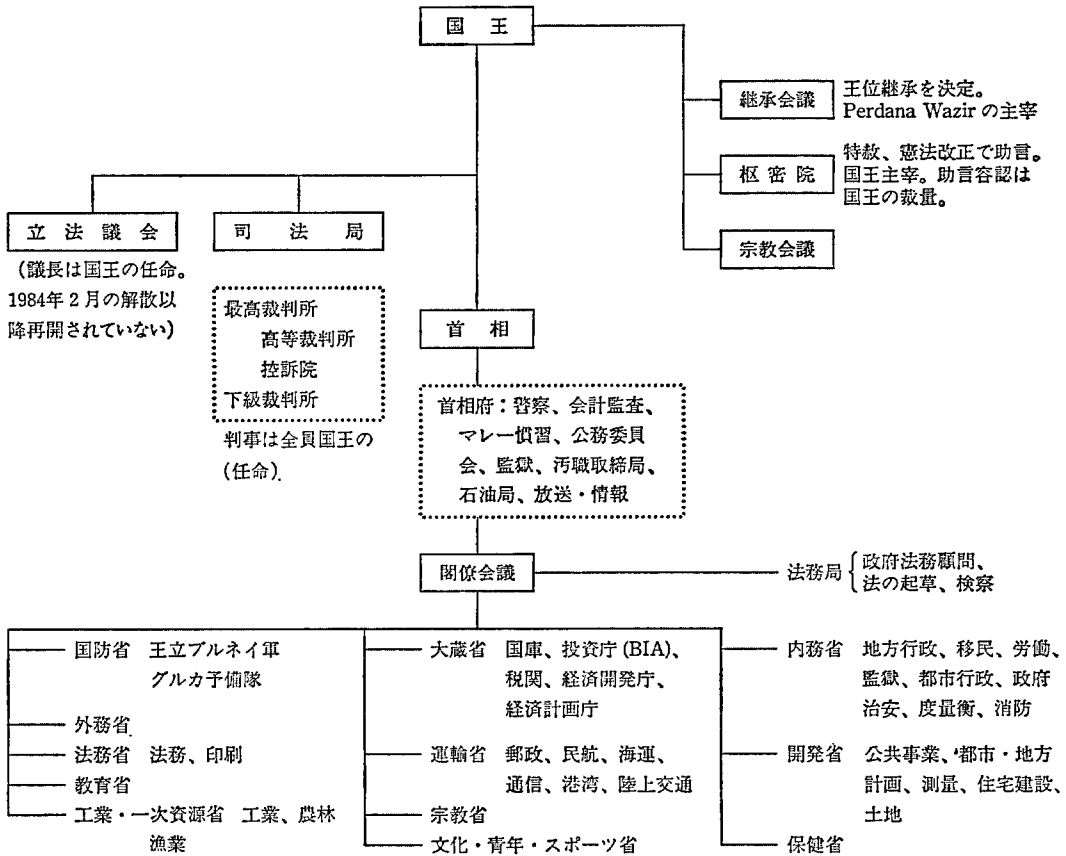 国王
継承会議
王位継承を決定。
Perdana Wazir の主宰
枢密院
特赦、憲法改正で助言。
国王主宰。助言容認は
国王の裁量。
宗教会議
立法議会
(議長は国王の任命。
1984年2月の解散以
降再開されていない)
司法局
最高裁判所
高等裁判所
控訴院
下級裁判所
判事は全員国王の
(任命).
首相
首相府:警察、会計監査、
マレー慣習、公務委員
会、監獄、汚職取締局、
石油局、放送・情報
閣僚会議
法務局
政府法務顧問、
法の起草、検察
国防省 王立ブルネイ軍
グルカ予備隊
外務省
法務省 法務、印刷
教育省
工業・一次資源省 工業、農林
漁業
大蔵省 国庫、投資庁(BIA)、
税関、経済開発庁、
経済計画庁
運輸省 郵政、民航、海運、
通信、港湾、陸上交通
宗教省
文化・青年・スポーツ省
内務省 地方行政、移民、労働、
監獄、都市行政、政府
治安、度量衡、消防
開発省 公共事業、都市・地方
計画、測量、住宅建設、
土地
保健省